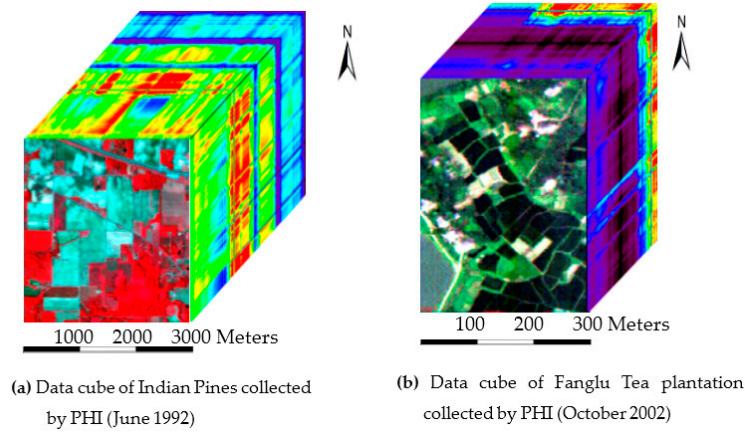 N
N
1000 2000 3000 Meters
100 200 300 Meters
(a) Data cube of Indian Pines collected
by PHI (June 1992)
(b) Data cube of Fanglu Tea plantation
collected by PHI (October 2002)